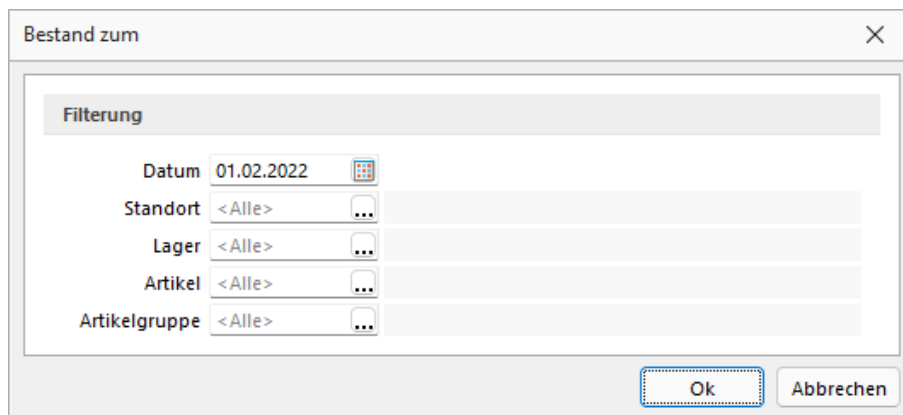 Bestand zum
Filterung
Datum 01.02.2022
Standort <Alle> ...
Lager <Alle> ...
Artikel <Alle> ...
Artikelgruppe <Alle> ...
Ok Abbrechen